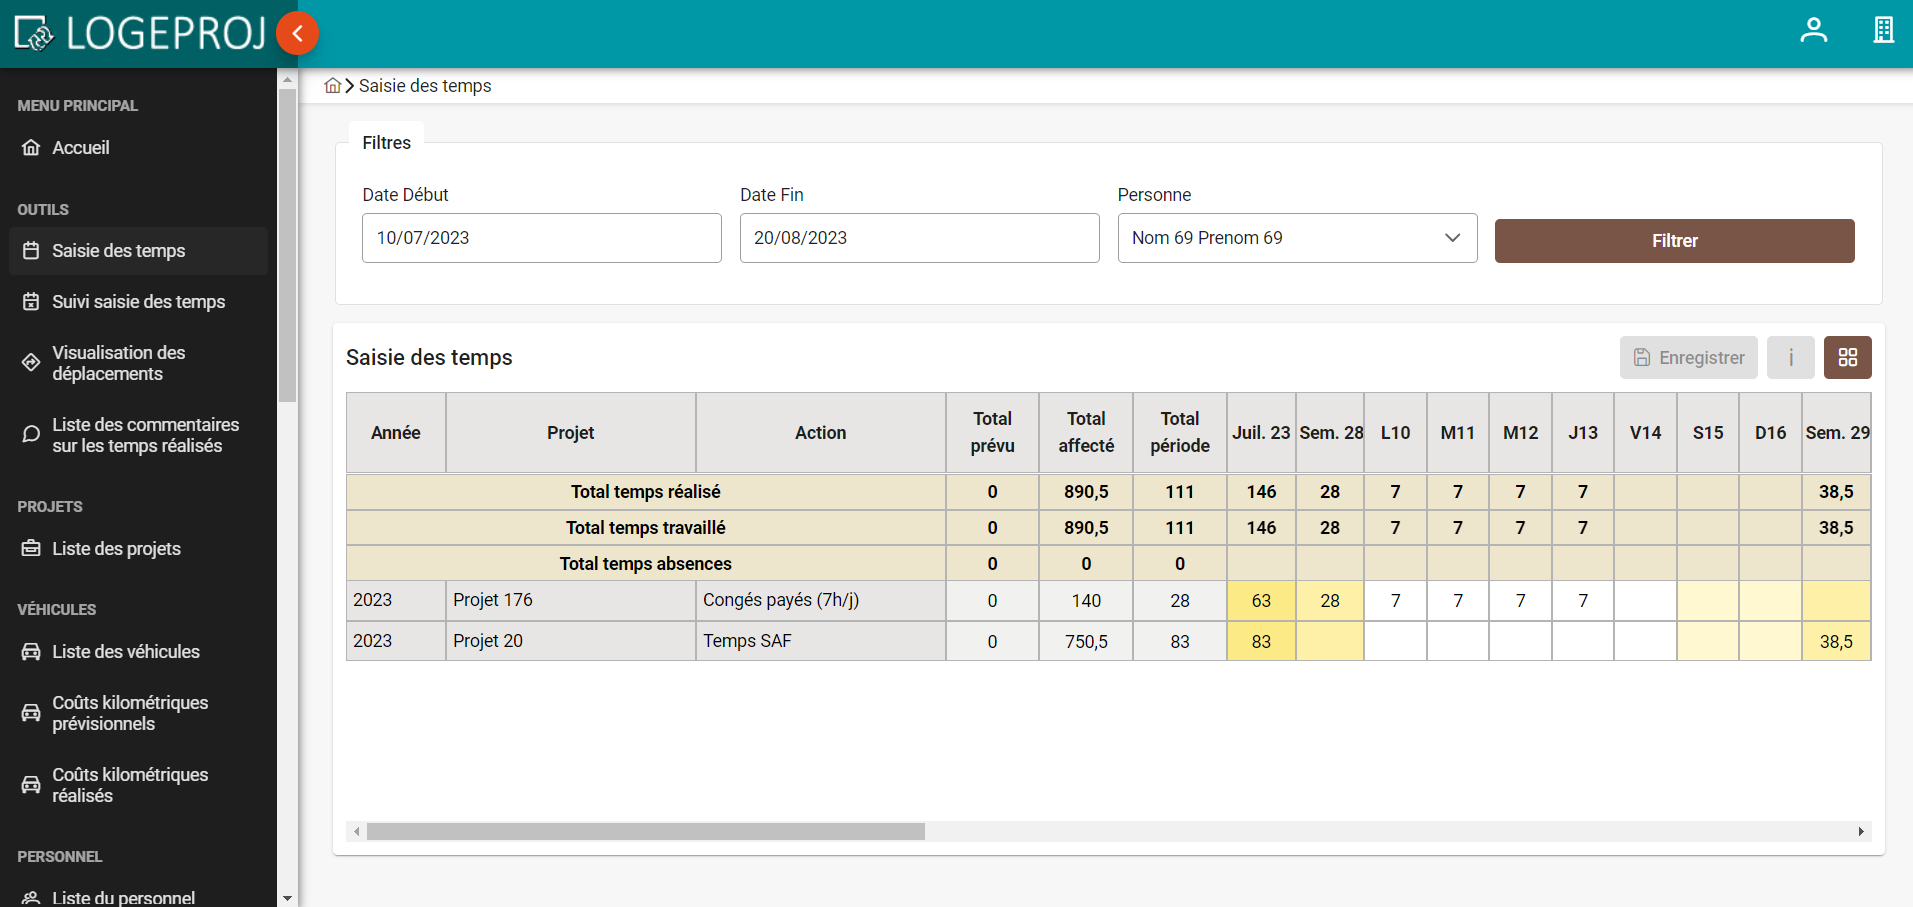 LOGEPROJ
MENU PRINCIPAL
Accueil
OUTILS
Saisie des temps
Suivi saisie des temps
Visualisation des
déplacements
Liste des commentaires
sur les temps réalisés
PROJETS
Liste des projets
VÉHICULES
Liste des véhicules
Coûts kilométriques
prévisionnels
Coûts kilométriques
réalisés
PERSONNEL
Liste du personnel
Saisie des temps
Filtres
Date Début Date Fin Personne
10/07/2023 20/08/2023 Nom 69 Prenom 69 Filtrer
Saisie des temps Enregistrer i
Année Projet Action Total prévu Total affecté Total période Juil. 23 Sem. 28 L10 M11 M12 J13 V14 S15 D16 Sem. 29
Total temps réalisé 0 890,5 111 146 28 7 7 7 7 38,5
Total temps travaillé 0 890,5 111 146 28 7 7 7 7 38,5
Total temps absences 0 0 0
2023 Projet 176 Congés payés (7h/j) 0 140 28 63 28 7 7 7 7
2023 Projet 20 Temps SAF 0 750,5 83 83 38,5